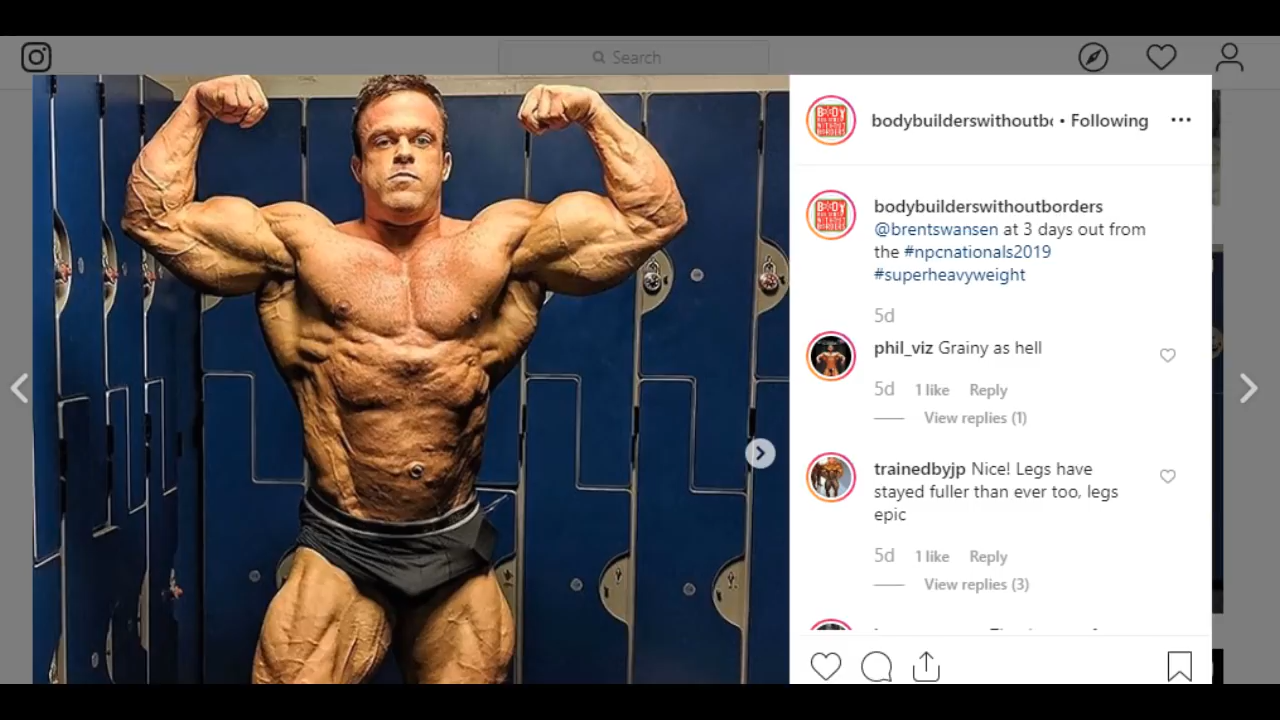 Search
bodybuilderswithoutbo • Following
bodybuilderswithoutborders
@brentswansen at 3 days out from
the #npcnationals2019
#superheavyweight
5d
phil_viz Grainy as hell
5d 1 like Reply
View replies (1)
trainedbyjp Nice! Legs have
stayed fuller than ever too, legs
epic
5d 1 like Reply
View replies (3)